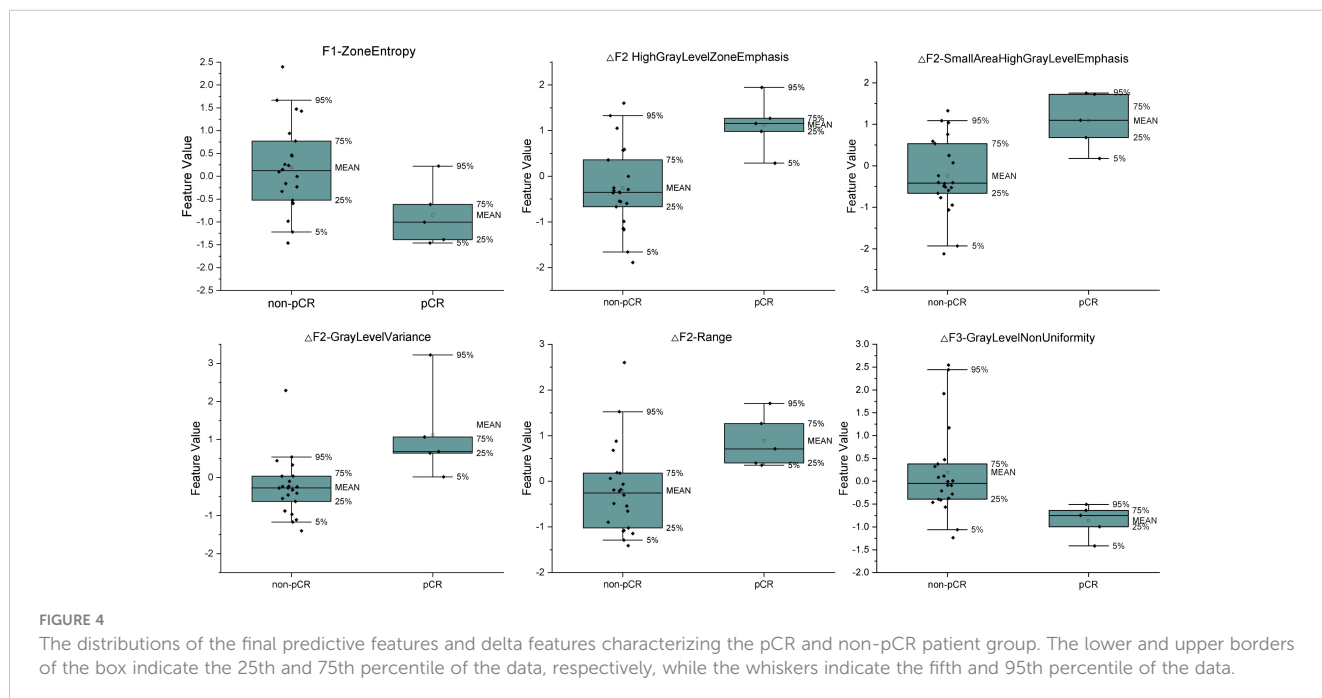 F1-ZoneEntropy
2.5
2.0
1.5
1.0
0.5
0.0
-0.5
-1.0
-1.5
-2.0
2.5
Feature Value
95%
75%
MEAN
25%
5%
95%
75%
MEAN
25%
5%
non-pCR
pCR
△F2 HighGrayLevelZoneEmphasis
2
1
0
-1
-2
Feature Value
95%
75%
MEAN
25%
5%
95%
75%
MEAN
25%
5%
non-pCR
pCR
△F2-SmallAreaHighGrayLevelEmphasis
2
1
0
-1
-2
-3
Feature Value
95%
75%
MEAN
25%
5%
95%
75%
MEAN
25%
5%
non-pCR
pCR
△F2-GrayLevelVariance
3
2
1
0
-1
-2
Feature Value
95%
75%
MEAN
25%
5%
95%
MEAN
75%
25%
5%
non-pCR
pCR
△F2-Range
3
2
1
0
-1
-2
Feature Value
95%
75%
MEAN
25%
5%
95%
75%
MEAN
25%
5%
non-pCR
pCR
△F3-GrayLevelNonUniformity
3.0
2.5
2.0
1.5
1.0
0.5
0.0
-0.5
-1.0
-1.5
-2.0
Feature Value
95%
75%
MEAN
25%
5%
95%
75%
MEAN
25%
5%
non-pCR
pCR
FIGURE 4
The distributions of the final predictive features and delta features characterizing the pCR and non-pCR patient group. The lower and upper borders
of the box indicate the 25th and 75th percentile of the data, respectively, while the whiskers indicate the fifth and 95th percentile of the data.